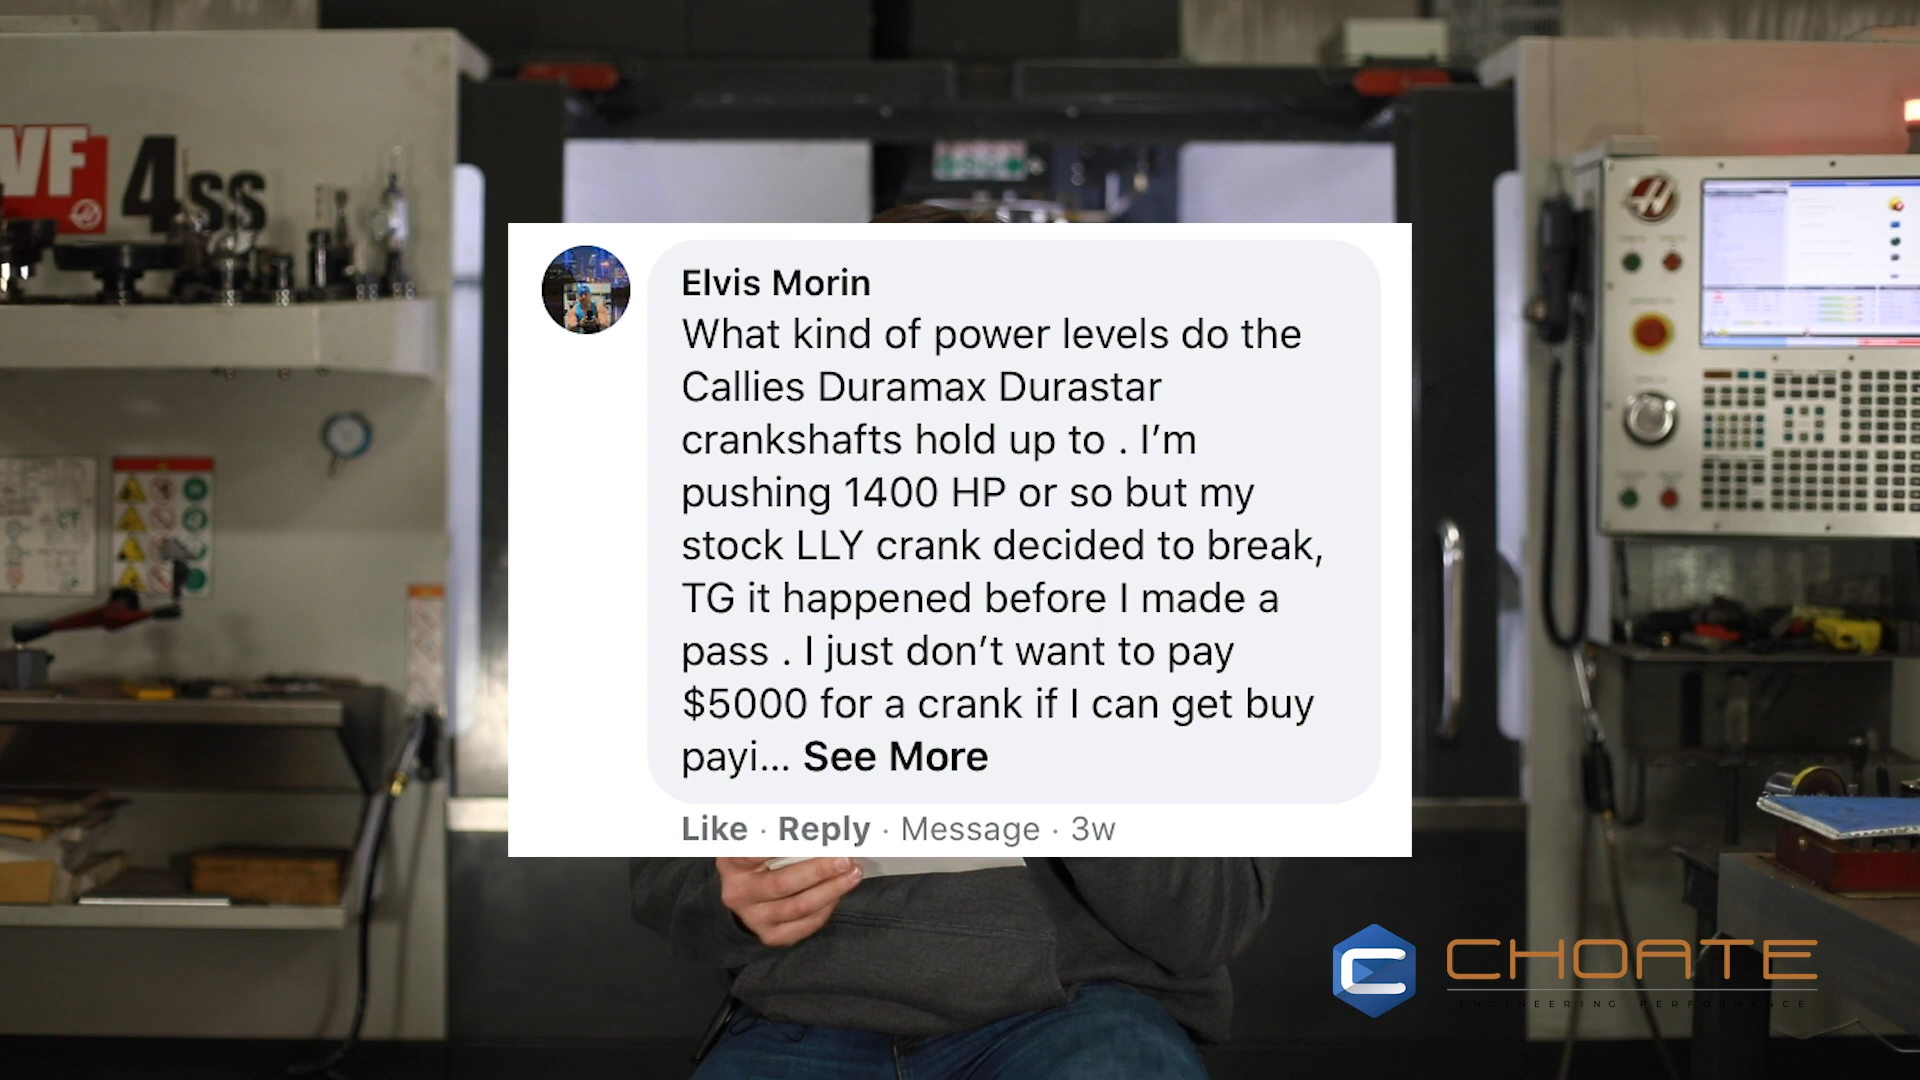 VF 4ss
Elvis Morin
What kind of power levels do the
Callies Duramax Durastar
crankshafts hold up to . I’m
pushing 1400 HP or so but my
stock LLY crank decided to break,
TG it happened before I made a
pass . I just don’t want to pay
$5000 for a crank if I can get buy
payi... See More
Like · Reply · Message · 3w
CHOATE
ENGINEERING PERFORMANCE